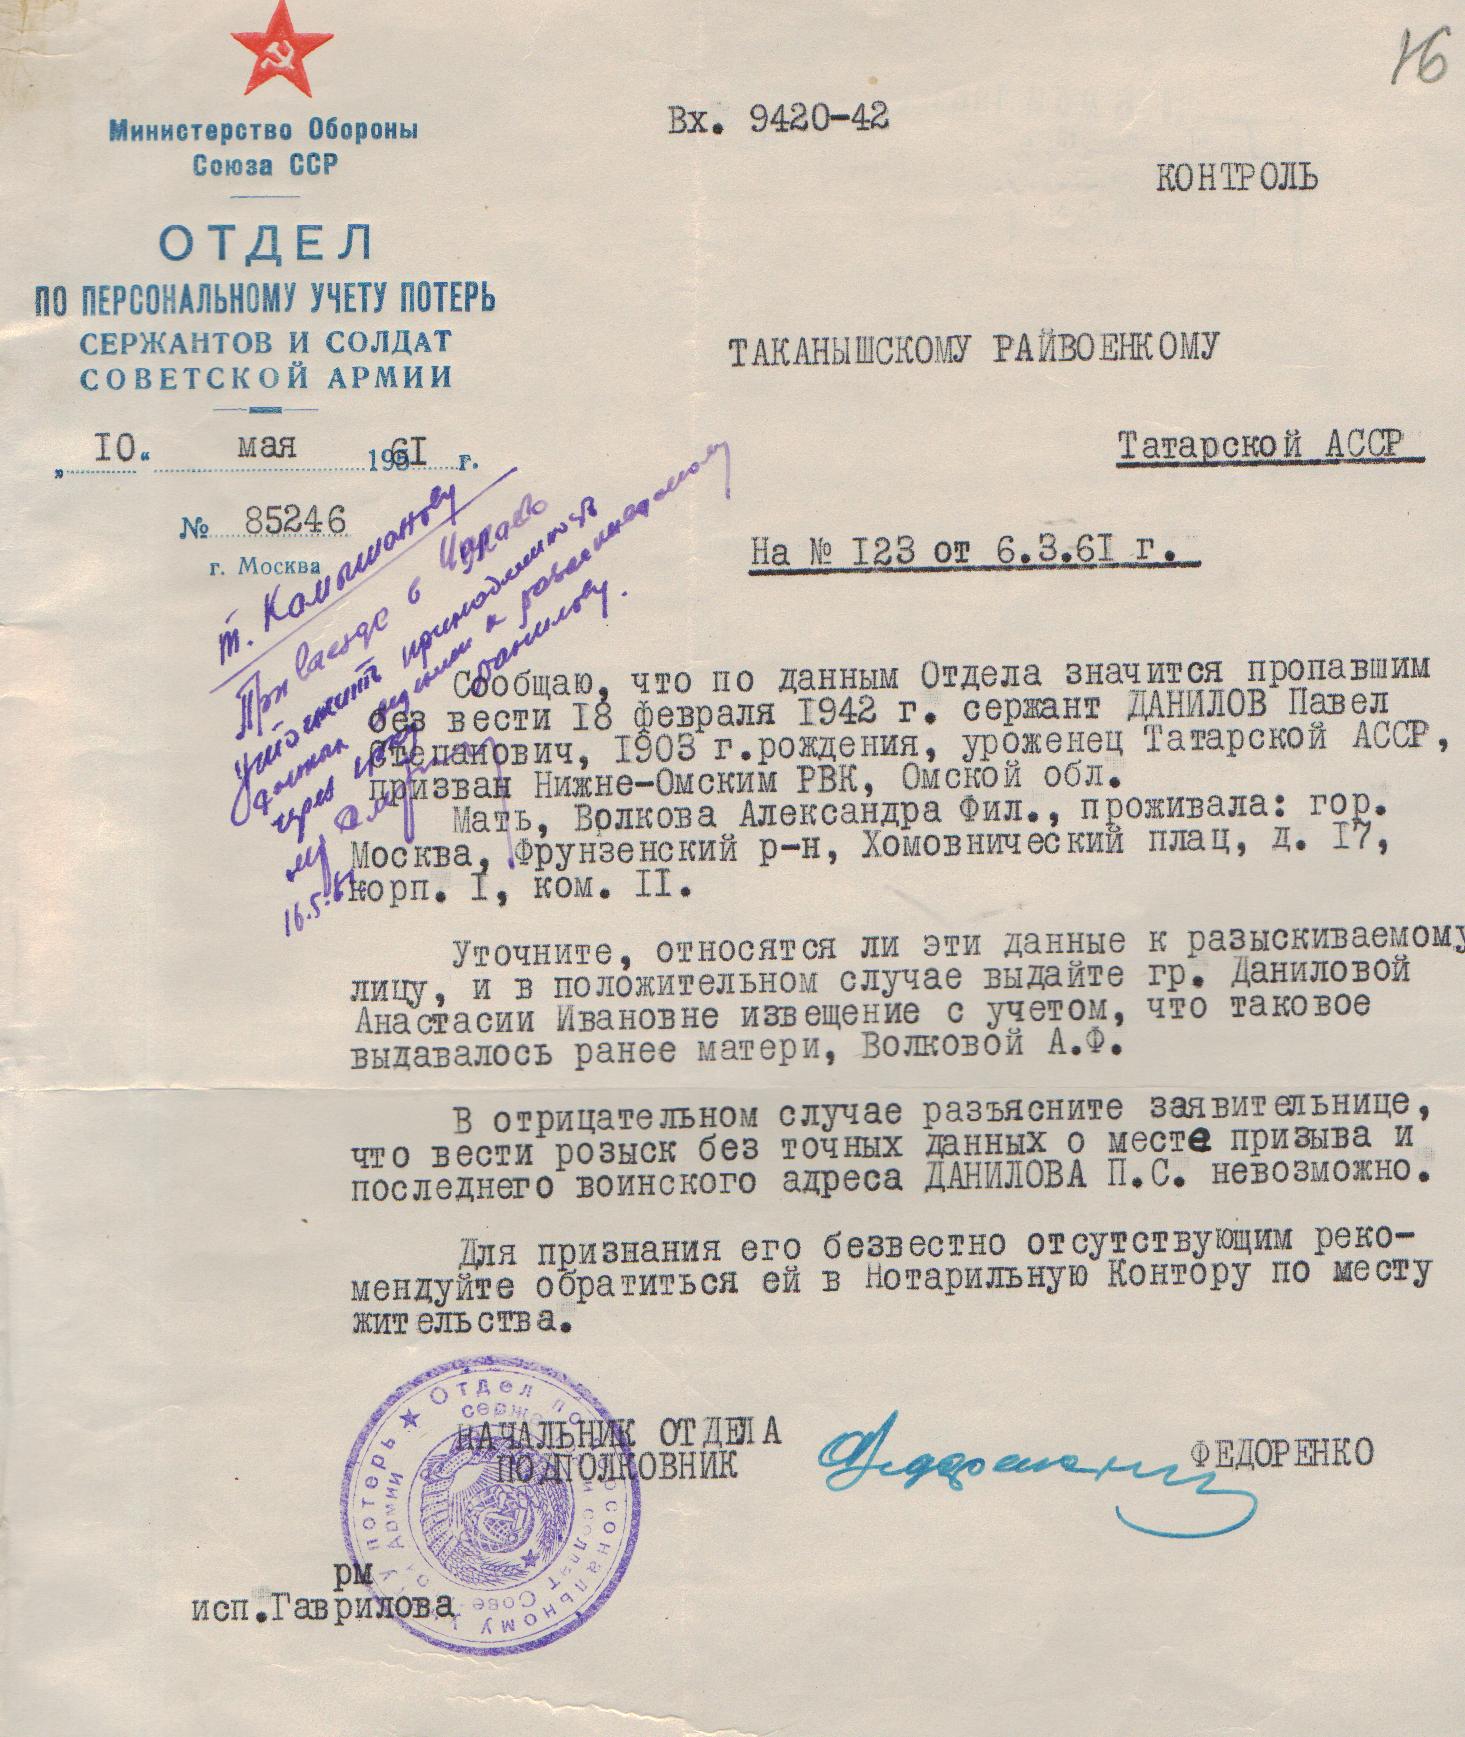 16
Министерство Обороны
Союза ССР
ОТДЕЛ
ПО ПЕРСОНАЛЬНОМУ УЧЕТУ ПОТЕРЬ
СЕРЖАНТОВ И СОЛДАТ
СОВЕТСКОЙ АРМИИ
„10“ мая 1961 г.
№ 85246
г. Москва
Вх. 9420-42
КОНТРОЛЬ
ТАКАНЫШСКОМУ РАЙВОЕНКОМУ
Татарской АССР
На № 123 от 6.3.61 г.
т. Камышанову
При в
уточнить
через
16.5.61
Сообщаю, что по данным Отдела значится пропавшим
без вести 18 февраля 1942 г. сержант ДАНИЛОВ Павел
Степанович, 1903 г.рождения, уроженец Татарской АССР,
призван Нижне-Омским РВК, Омской обл.
Мать, Волкова Александра Фил., проживала: гор.
Москва, Фрунзенский р-н, Хомовнический плац, д. 17,
корп. I, ком. II.
Уточните, относятся ли эти данные к разыскиваемому
лицу, и в положительном случае выдайте гр. Даниловой
Анастасии Ивановне извещение с учетом, что таковое
выдавалось ранее матери, Волковой А.Ф.
В отрицательном случае разъясните заявительнице,
что вести розыск без точных данных о месте призыва и
последнего воинского адреса ДАНИЛОВА П.С. невозможно.
Для признания его безвестно отсутствующим реко-
мендуйте обратиться ей в Нотарильную Контору по месту
жительства.
НАЧАЛЬНИК ОТДЕЛА
ПОДПОЛКОВНИК
ФЕДОРЕНКО
рм
исп.Гаврилова